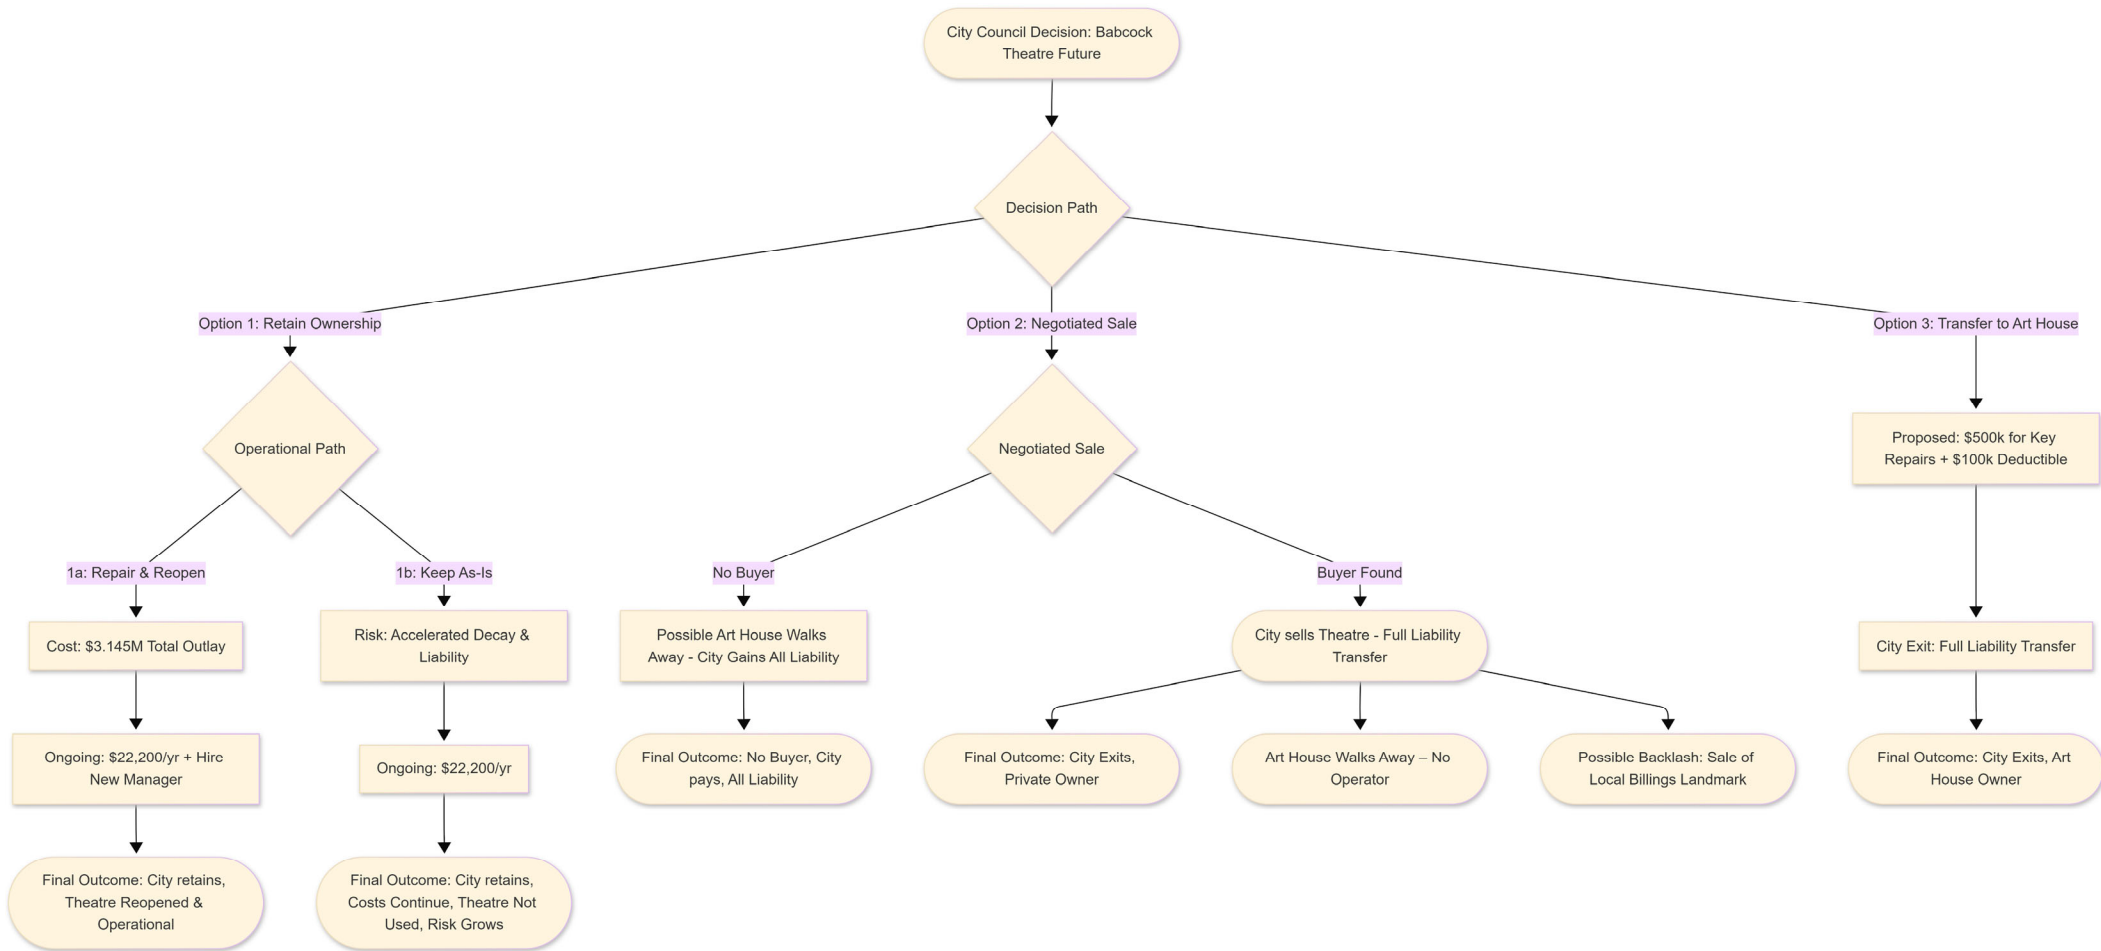 City Council Decision: Babcock
Theatre Future
Decision Path
Option 1: Retain Ownership
Option 2: Negotiated Sale
Option 3: Transfer to Art House
Operational Path
Negotiated Sale
Proposed: $500k for Key
Repairs + $100k Deductible
1a: Repair & Reopen
1b: Keep As-Is
No Buyer
Buyer Found
Cost: $3.145M Total Outlay
Risk: Accelerated Decay &
Liability
Possible Art House Walks
Away - City Gains All Liability
City sells Theatre - Full Liability
Transfer
City Exit: Full Liability Transfer
Ongoing: $22,200/yr + Hire
New Manager
Ongoing: $22,200/yr
Final Outcome: No Buyer, City
pays, All Liability
Final Outcome: City Exits,
Private Owner
Art House Walks Away – No
Operator
Possible Backlash: Sale of
Local Billings Landmark
Final Outcome: City Exits, Art
House Owner
Final Outcome: City retains,
Theatre Reopened &
Operational
Final Outcome: City retains,
Costs Continue, Theatre Not
Used, Risk Grows